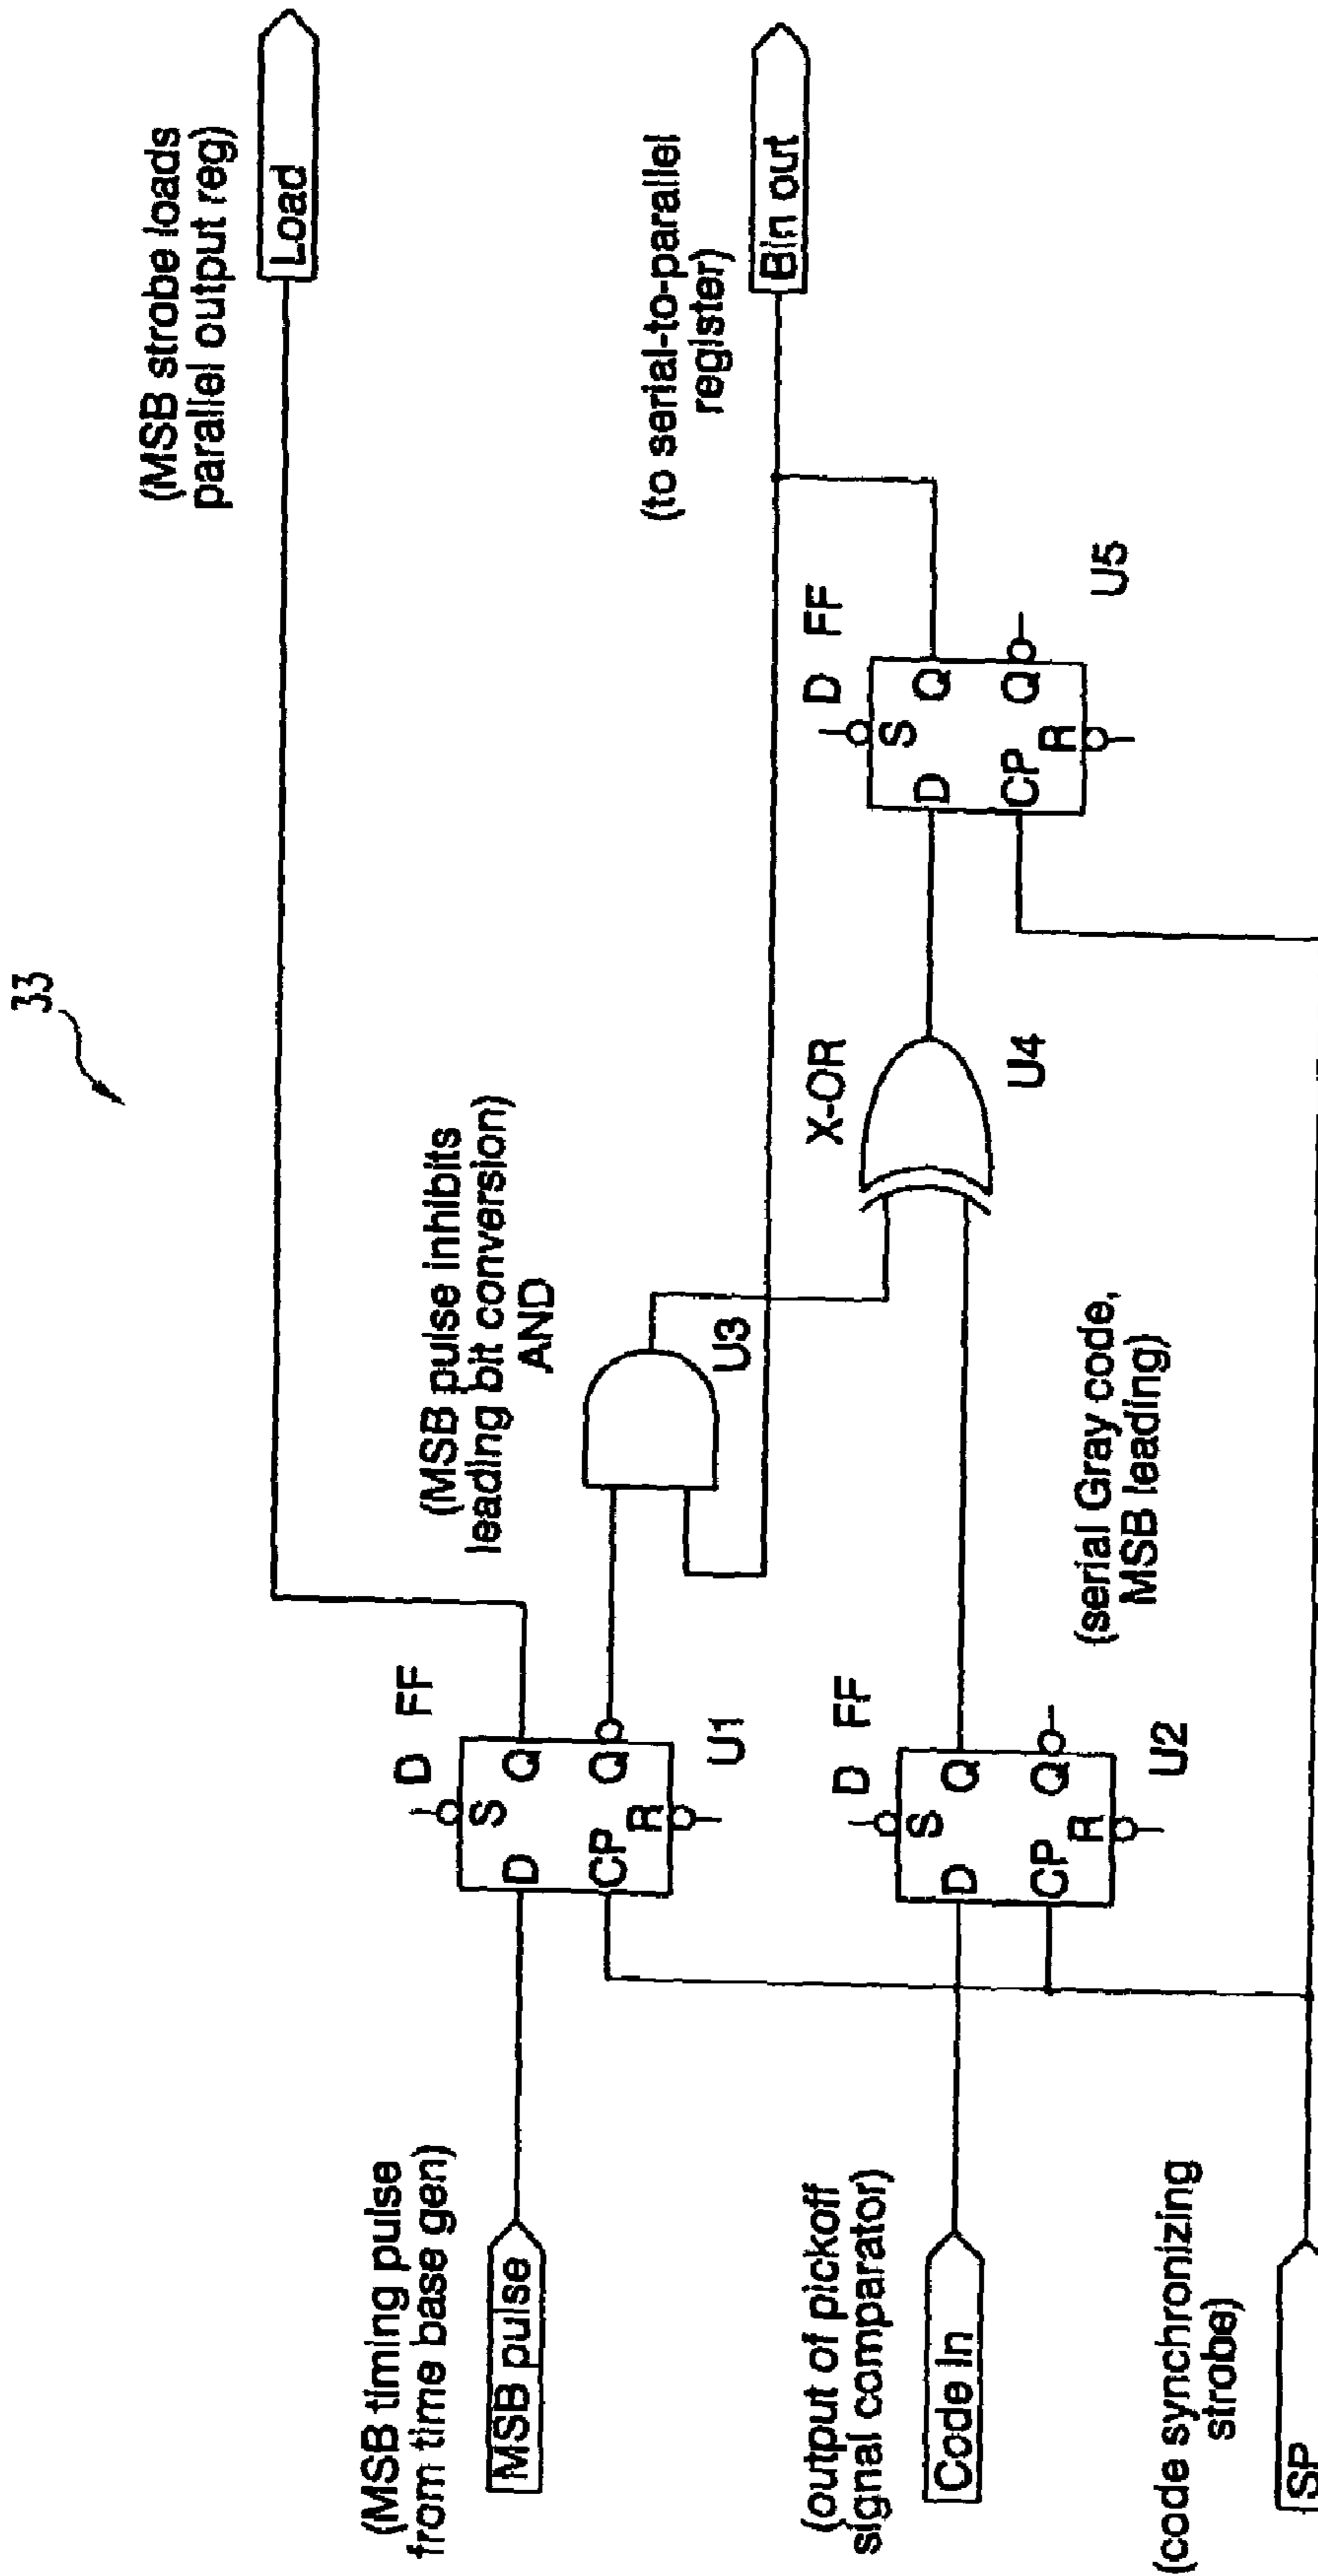 33
(MSB strobe loads
parallel output reg)
Load
(MSB pulse inhibits
leading bit conversion)
AND
(MSB timing pulse
from time base gen)
MSB pulse
D FF
S
D
Q
CP
Q
R
U1
U3
(to serial-to-parallel
register)
Bin out
(output of pickoff
signal comparator)
Code in
D FF
S
D
Q
CP
Q
R
U2
X-OR
U4
D FF
S
D
Q
CP
Q
R
U5
(serial Gray code,
MSB leading)
(code synchronizing
strobe)
SP